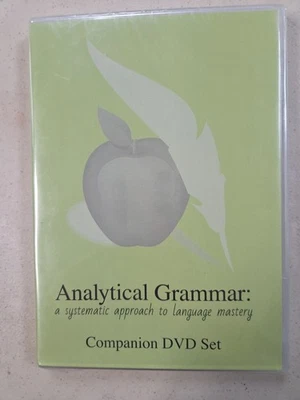 Analytical Grammar:
a systematic approach to language mastery
Companion DVD Set